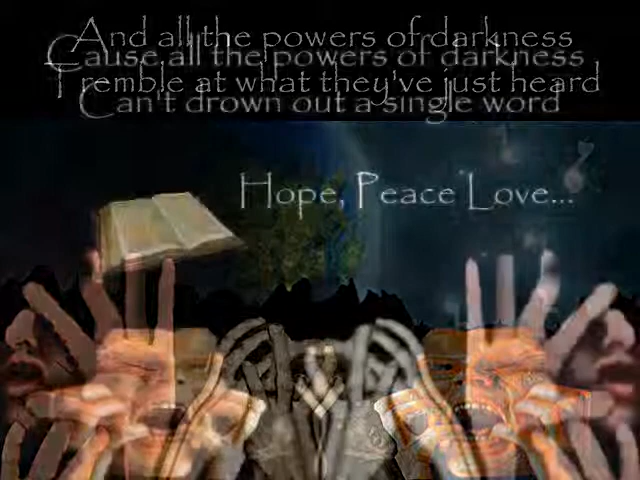 And all the powers of darkness
Cause all the powers of darkness
Tremble at what they've just heard
Can't drown out a single word
Hope, Peace Love...